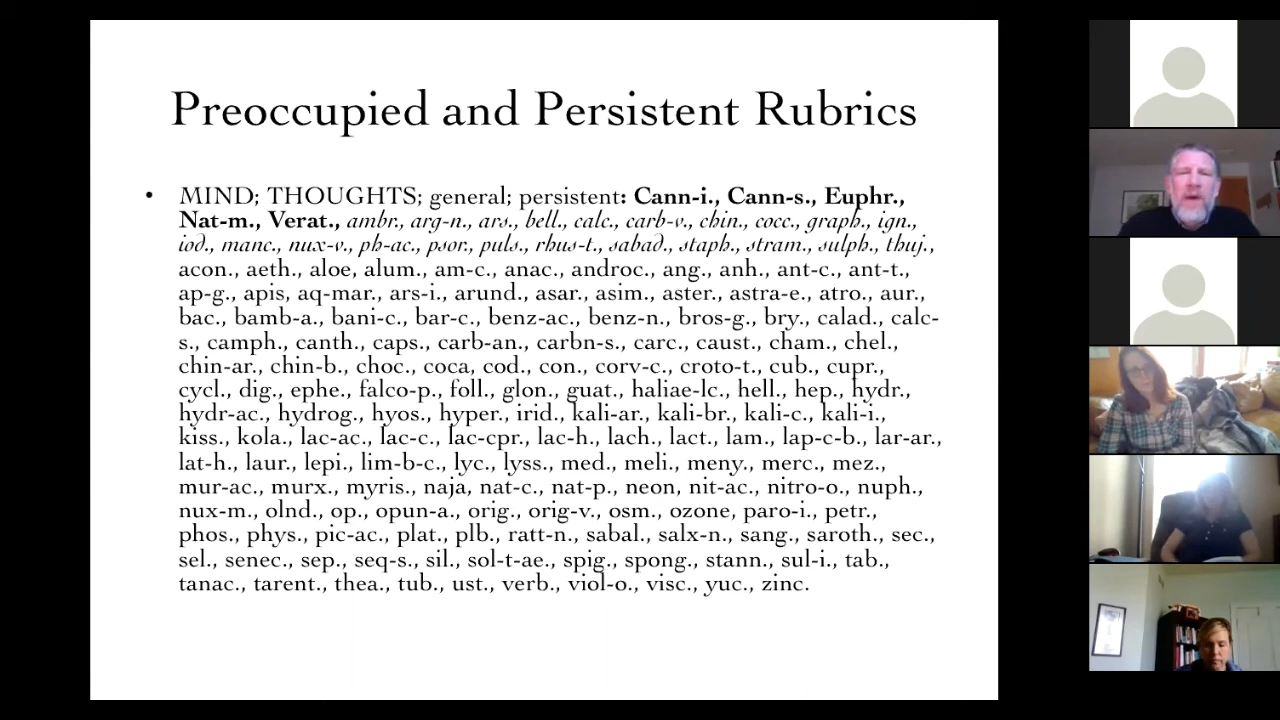 Preoccupied and Persistent Rubrics
• MIND; THOUGHTS; general; persistent: Cann-i., Cann-s., Euphr.,
Nat-m., Verat., ambr., arg-n., ars., bell., calc., carb-v., chin., cocc., graph., ign.,
iod., manc., nux-v., ph-ac., psor., puls., rhus-t., sabad., staph., stram., sulph., thuj.,
acon., aeth., aloe, alum., am-c., anac., androc., ang., anh., ant-c., ant-t.,
ap-g., apis, aq-mar., ars-i., arund., asar., asim., aster., astra-e., atro., aur.,
bac., bamb-a., bani-c., bar-c., benz-ac., benz-n., bros-g., bry., calad., calc-
s., camph., canth., caps., carb-an., carbn-s., carc., caust., cham., chel.,
chin-ar., chin-b., choc., coca, cod., con., corv-c., croto-t., cub., cupr.,
cycl., dig., ephe., falco-p., foll., glon., guat., haliae-lc., hell., hep., hydr.,
hydr-ac., hydrog., hyos., hyper., irid., kali-ar., kali-br., kali-c., kali-i.,
kiss., kola., lac-ac., lac-c., lac-cpr., lac-h., lach., lact., lam., lap-c-b., lar-ar.,
lat-h., laur., lepi., lim-b-c., lyc., lyss., med., meli., meny., merc., mez.,
mur-ac., murx., myris., naja, nat-c., nat-p., neon, nit-ac., nitro-o., nuph.,
nux-m., olnd., op., opun-a., orig., orig-v., osm., ozone, paro-i., petr.,
phos., phys., pic-ac., plat., plb., ratt-n., sabal., salx-n., sang., saroth., sec.,
sel., senec., sep., seq-s., sil., sol-t-ae., spig., spong., stann., sul-i., tab.,
tanac., tarent., thea., tub., ust., verb., viol-o., visc., yuc., zinc.